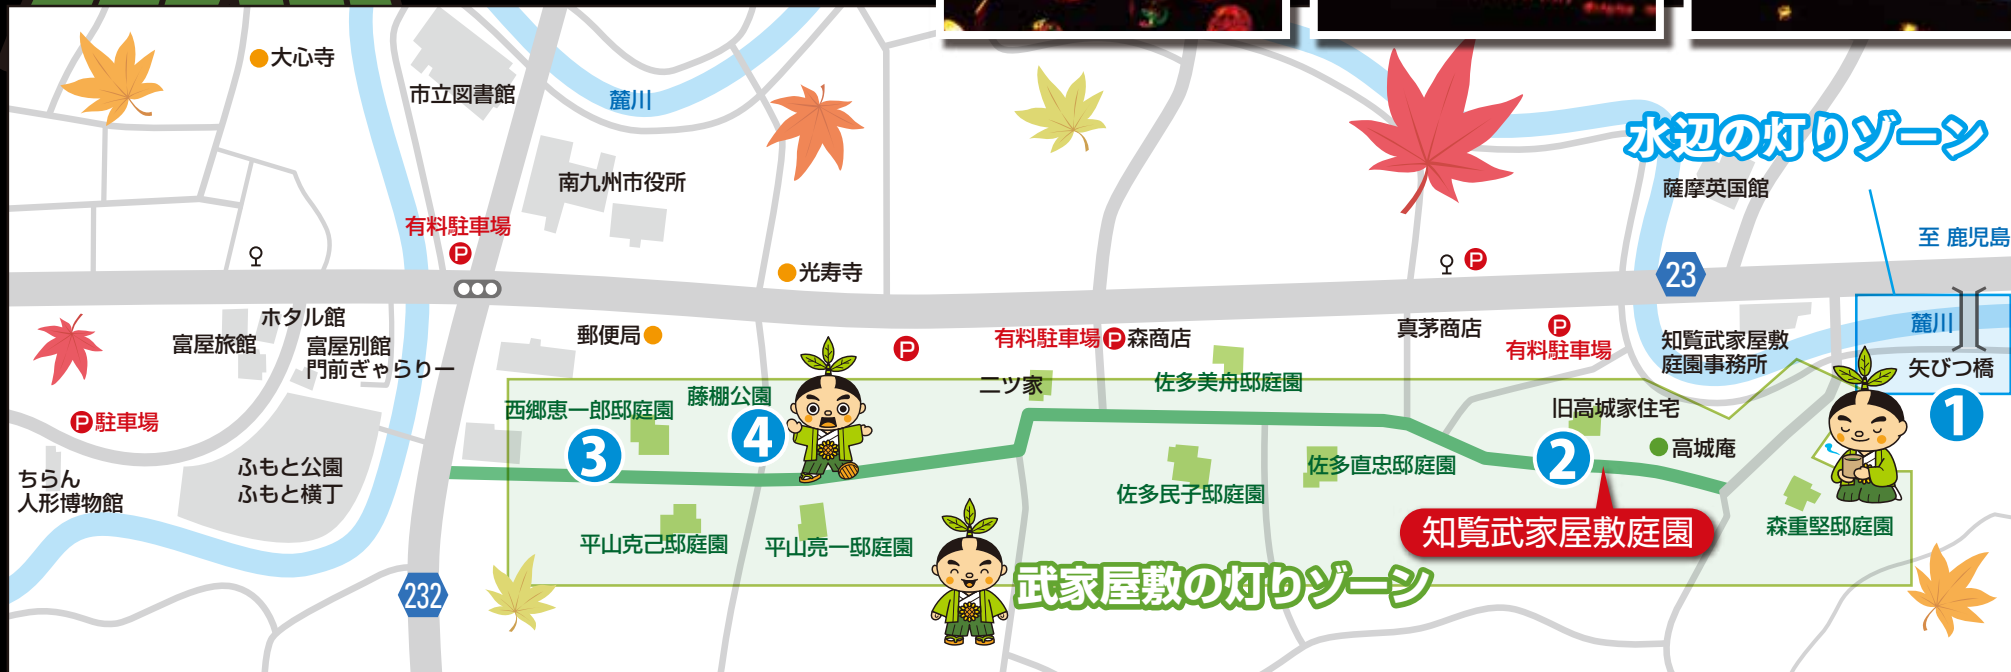 大心寺
市立図書館
麓川
水辺の灯りゾーン
南九州市役所
薩摩英国館
有料駐車場
P
至 鹿児島
光寿寺
P
23
ホタル館
富屋旅館
富屋別館
門前ぎゃらりー
郵便局
P
有料駐車場 P 森商店
真茅商店
P
有料駐車場
知覧武家屋敷
庭園事務所
麓川
矢びつ橋
1
二ツ家
佐多美舟邸庭園
藤棚公園
西郷恵一郎邸庭園
4
3
P 駐車場
旧高城家住宅
高城庵
2
ふもと公園
ふもと横丁
ちらん
人形博物館
佐多直忠邸庭園
佐多民子邸庭園
知覧武家屋敷庭園
森重堅邸庭園
平山克己邸庭園
平山亮一邸庭園
武家屋敷の灯りゾーン
232